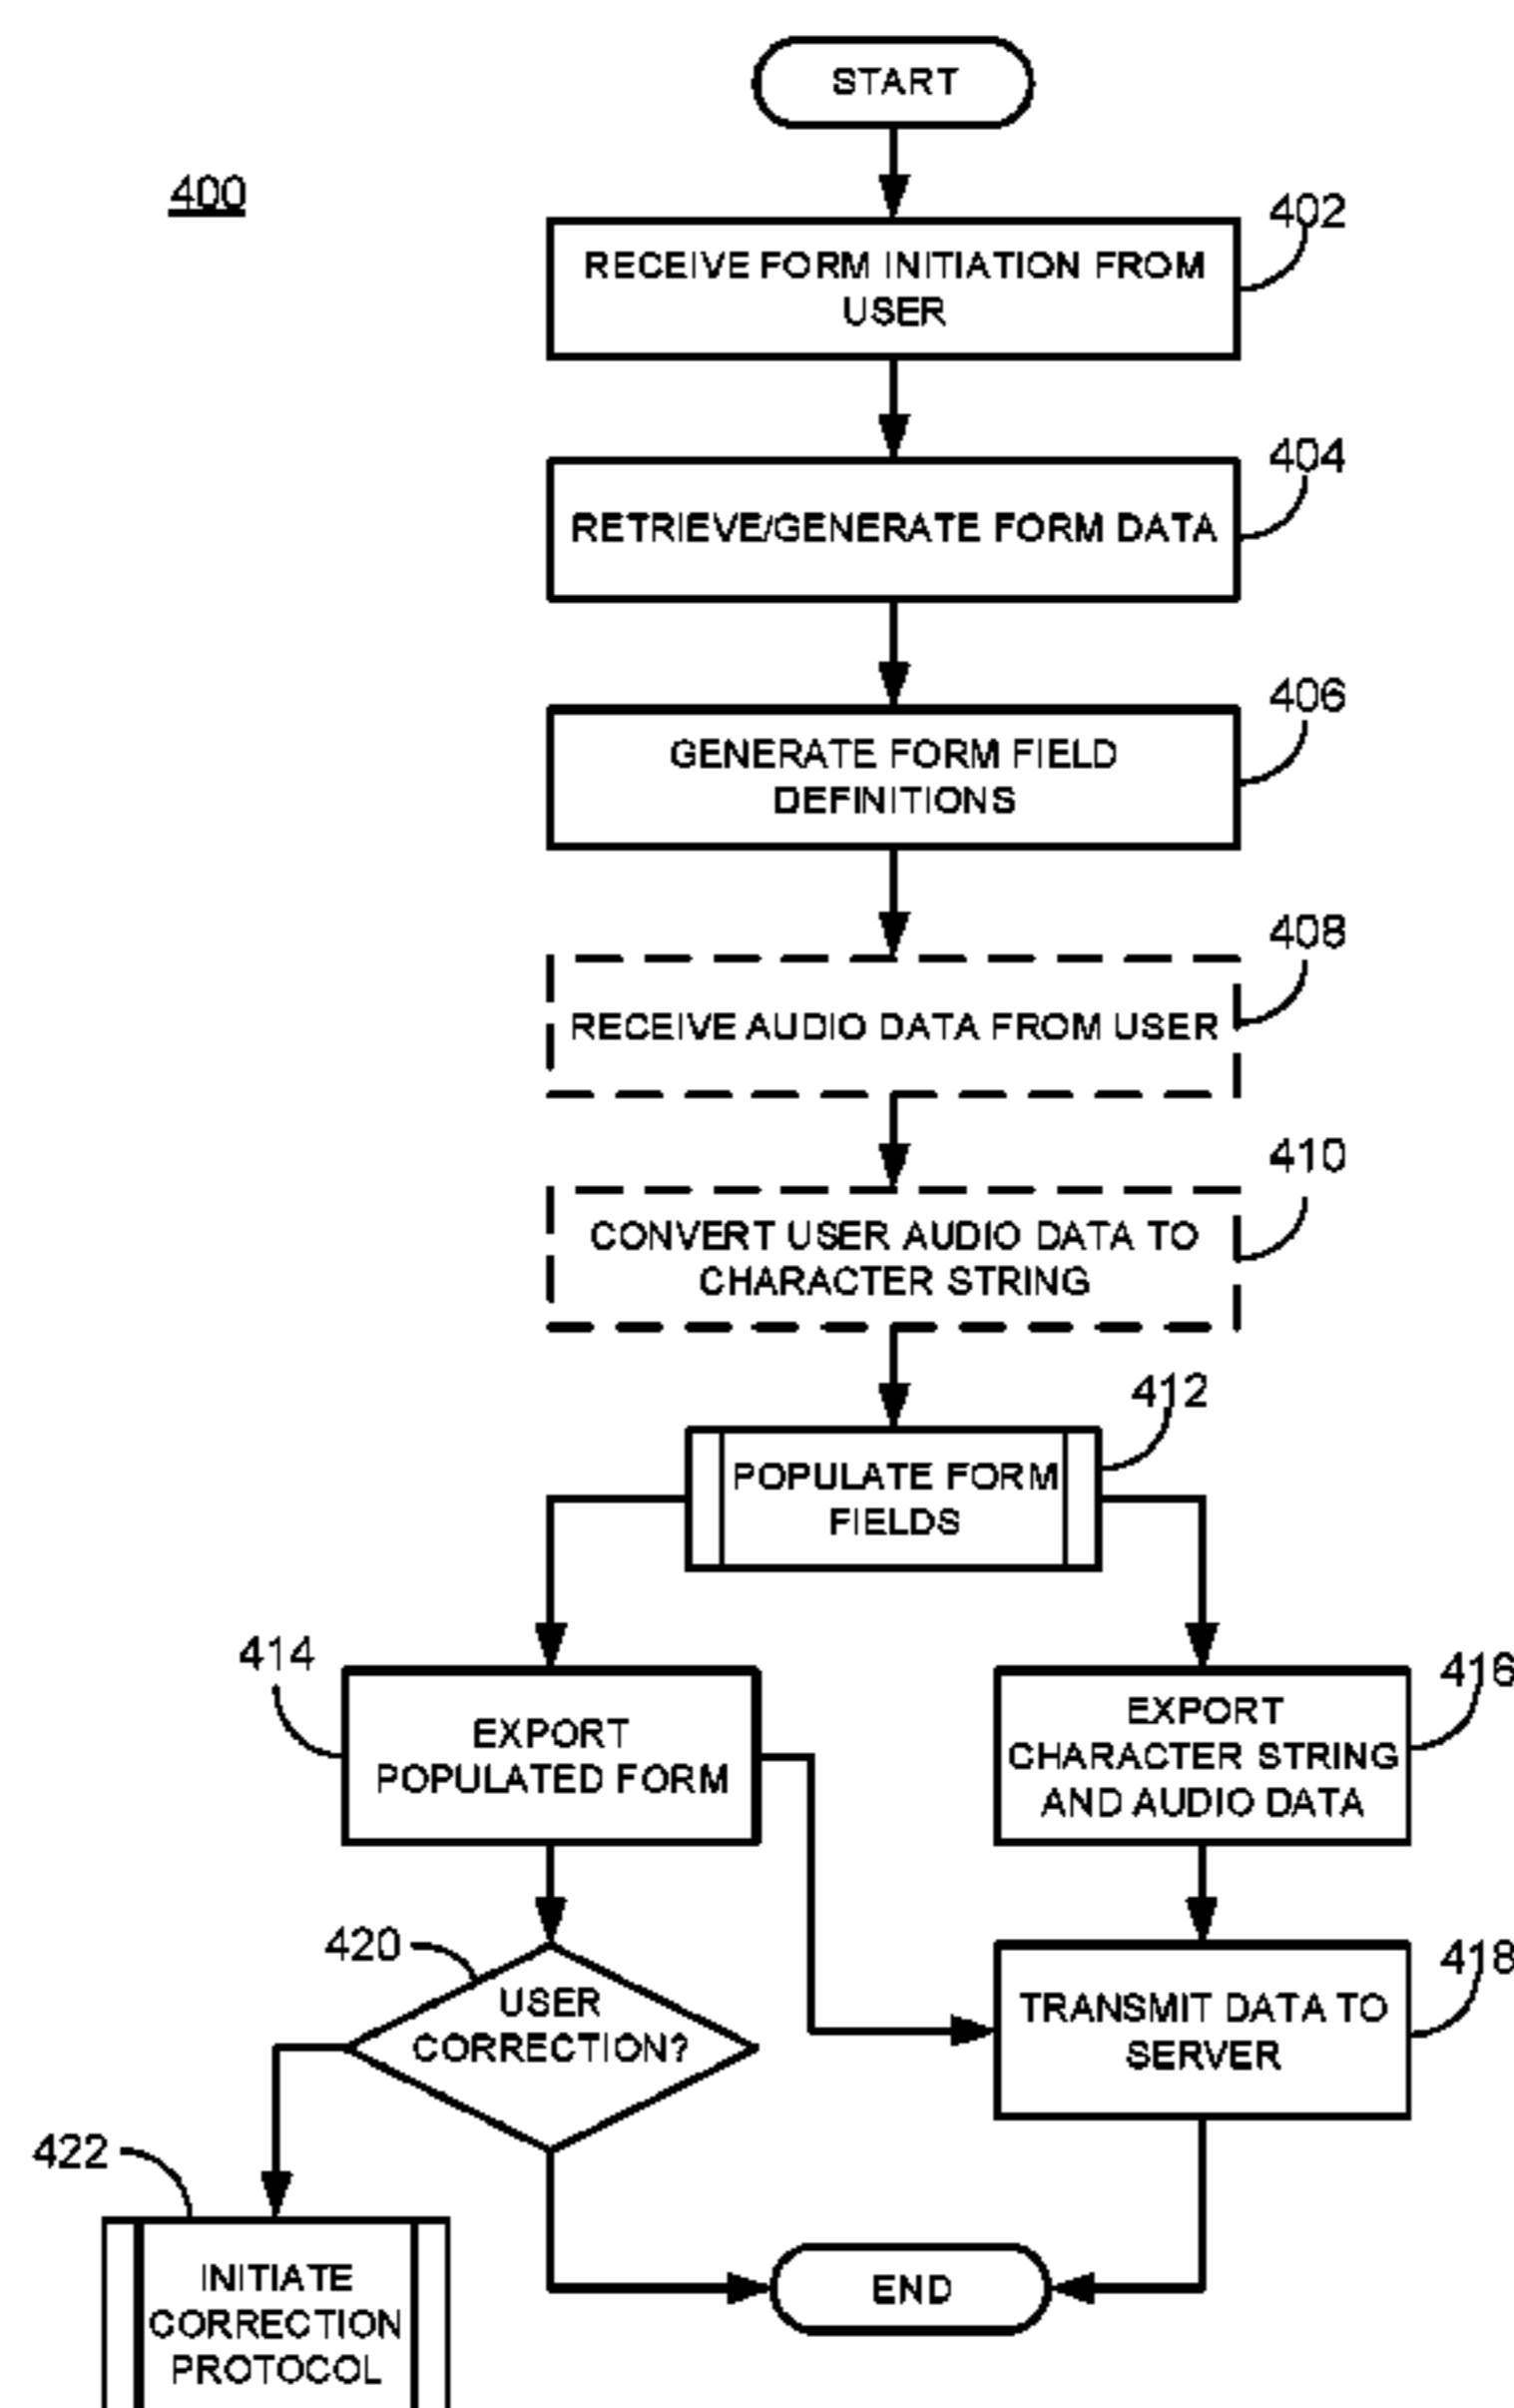 START
400
402
RECEIVE FORM INITIATION FROM
USER
404
RETRIEVE/GENERATE FORM DATA
406
GENERATE FORM FIELD
DEFINITIONS
408
RECEIVE AUDIO DATA FROM USER
410
CONVERT USER AUDIO DATA TO
CHARACTER STRING
412
POPULATE FORM
FIELDS
414
EXPORT
POPULATED FORM
416
EXPORT
CHARACTER STRING
AND AUDIO DATA
420
USER
CORRECTION?
418
TRANSMIT DATA TO
SERVER
422
INITIATE
CORRECTION
PROTOCOL
END